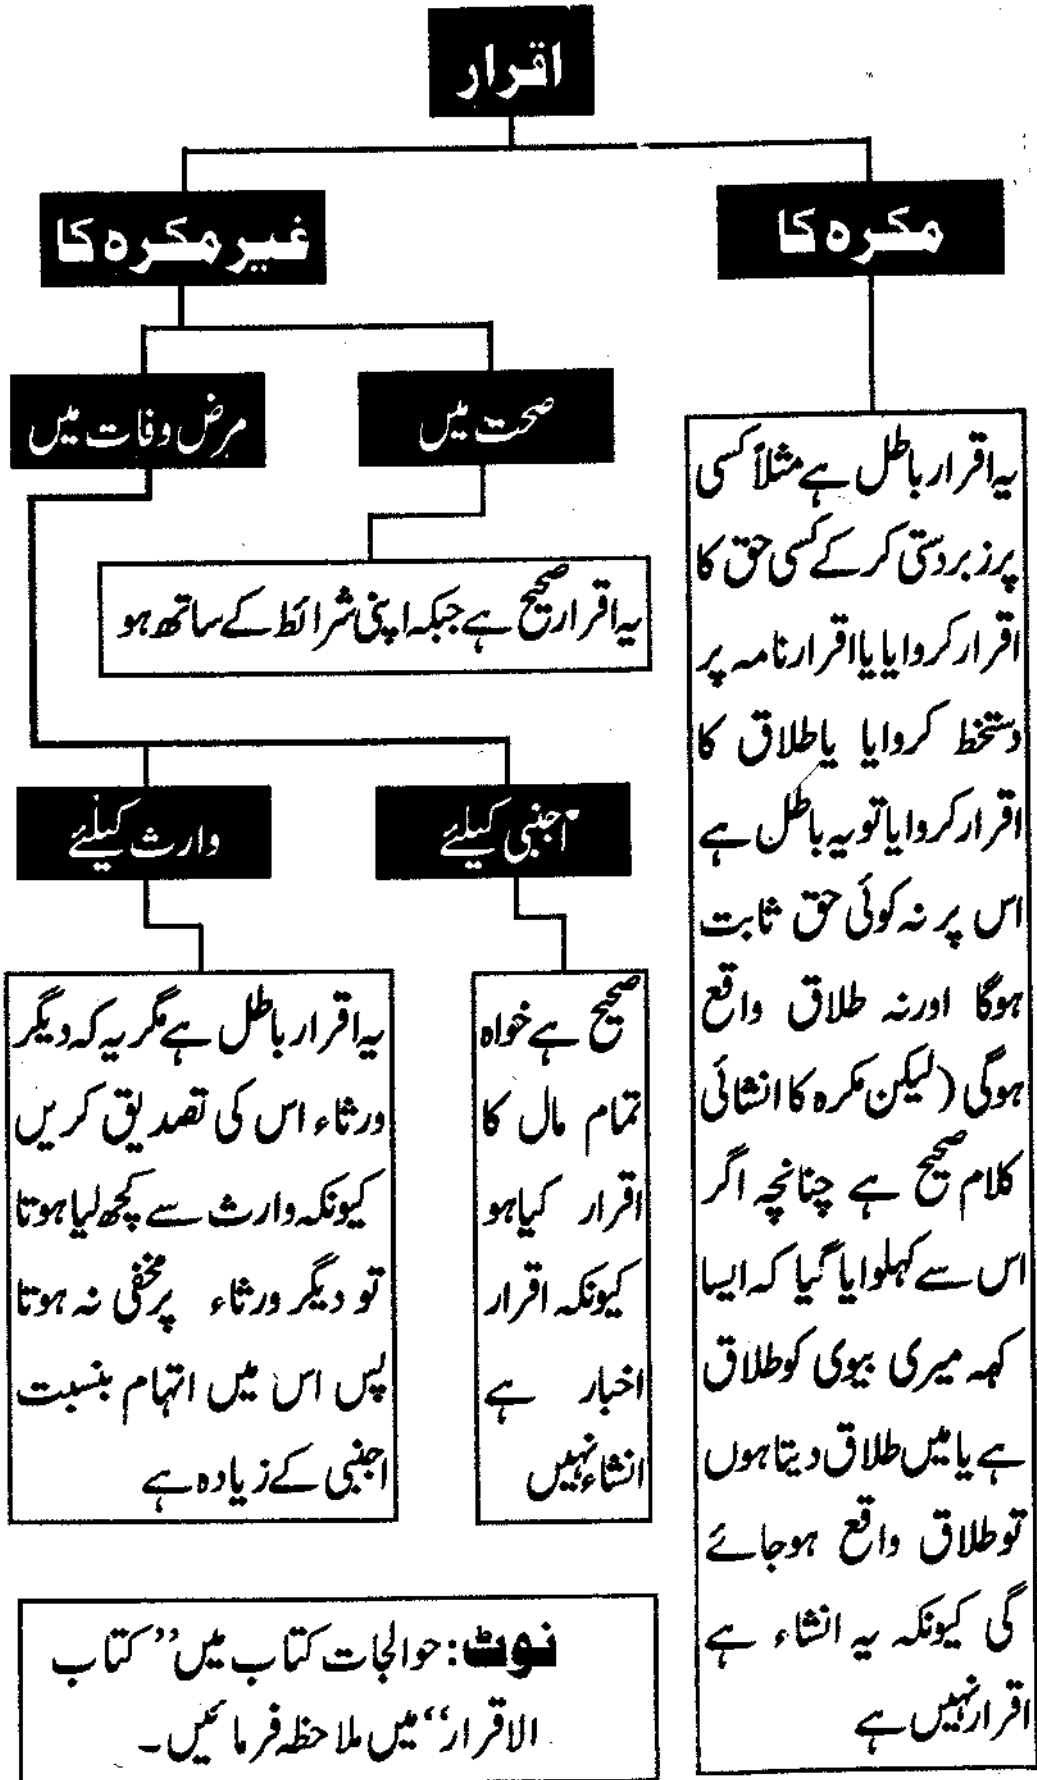 اقرار
مکرہ کا
غیر مکرہ کا
یہ اقرار باطل ہے مثلاً کسی
پر زبردستی کر کے کسی حق کا
اقرار کروایا یا اقرار نامہ پر
دستخط کروایا یا طلاق کا
اقرار کروایا تو یہ باطل ہے
اس پر نہ کوئی حق ثابت
ہوگا اور نہ طلاق واقع
ہوگی (لیکن مکرہ کا انشائی
کلام صحیح ہے چنانچہ اگر
اس سے کہلوایا گیا کہ ایسا
کہہ میری بیوی کو طلاق
ہے یا میں طلاق دیتا ہوں
تو طلاق واقع ہو جائے
گی کیونکہ یہ انشاء ہے
اقرار نہیں ہے
صحت میں
مرض وفات میں
یہ اقرار صحیح ہے جبکہ اپنی شرائط کے ساتھ ہو
اجنبی کیلئے
وارث کیلئے
صحیح ہے خواہ
تمام مال کا
اقرار کیا ہو
کیونکہ اقرار
اخبار ہے
انشاء نہیں
یہ اقرار باطل ہے مگر یہ کہ دیگر
ورثاء اس کی تصدیق کریں
کیونکہ وارث سے کچھ لیا ہوتا
تو دیگر ورثاء پر مخفی نہ ہوتا
پس اس میں اتہام بنسبت
اجنبی کے زیادہ ہے
نوٹ: حوالجات کتاب میں ”کتاب
الاقرار“ میں ملاحظہ فرمائیں۔